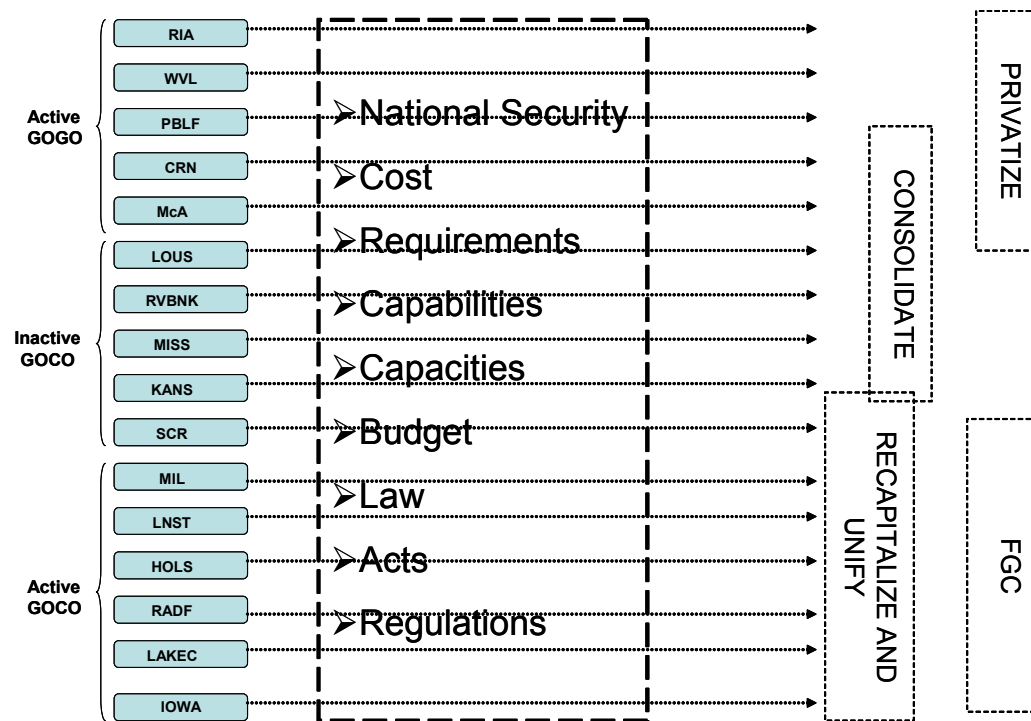 Active
GOGO
RIA
WVL
PBLF
CRN
McA
Inactive
GOCO
LOUS
RVBNK
MISS
KANS
SCR
Active
GOCO
MIL
LNST
HOLS
RADF
LAKEC
IOWA
➢National Security
➢Cost
➢Requirements
➢Capabilities
➢Capacities
➢Budget
➢Law
➢Acts
➢Regulations
PRIVATIZE
CONSOLIDATE
RECAPITALIZE AND
UNIFY
FGC